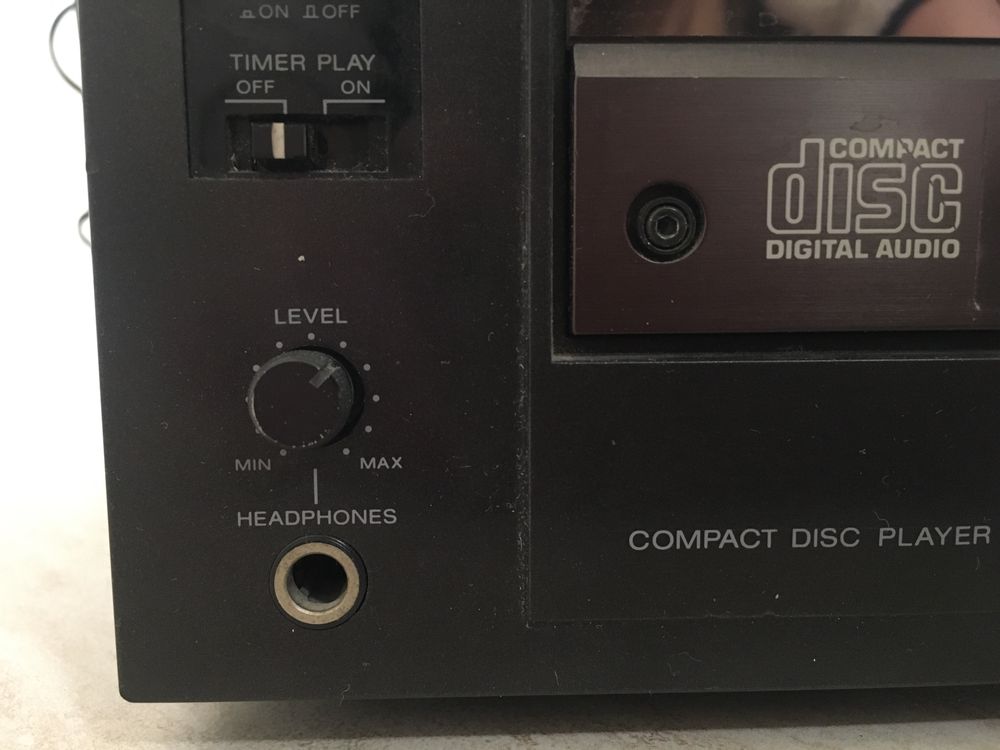 ON OFF
TIMER PLAY
OFF ON
LEVEL
MIN MAX
HEADPHONES
COMPACT
disc
DIGITAL AUDIO
COMPACT DISC PLAYER